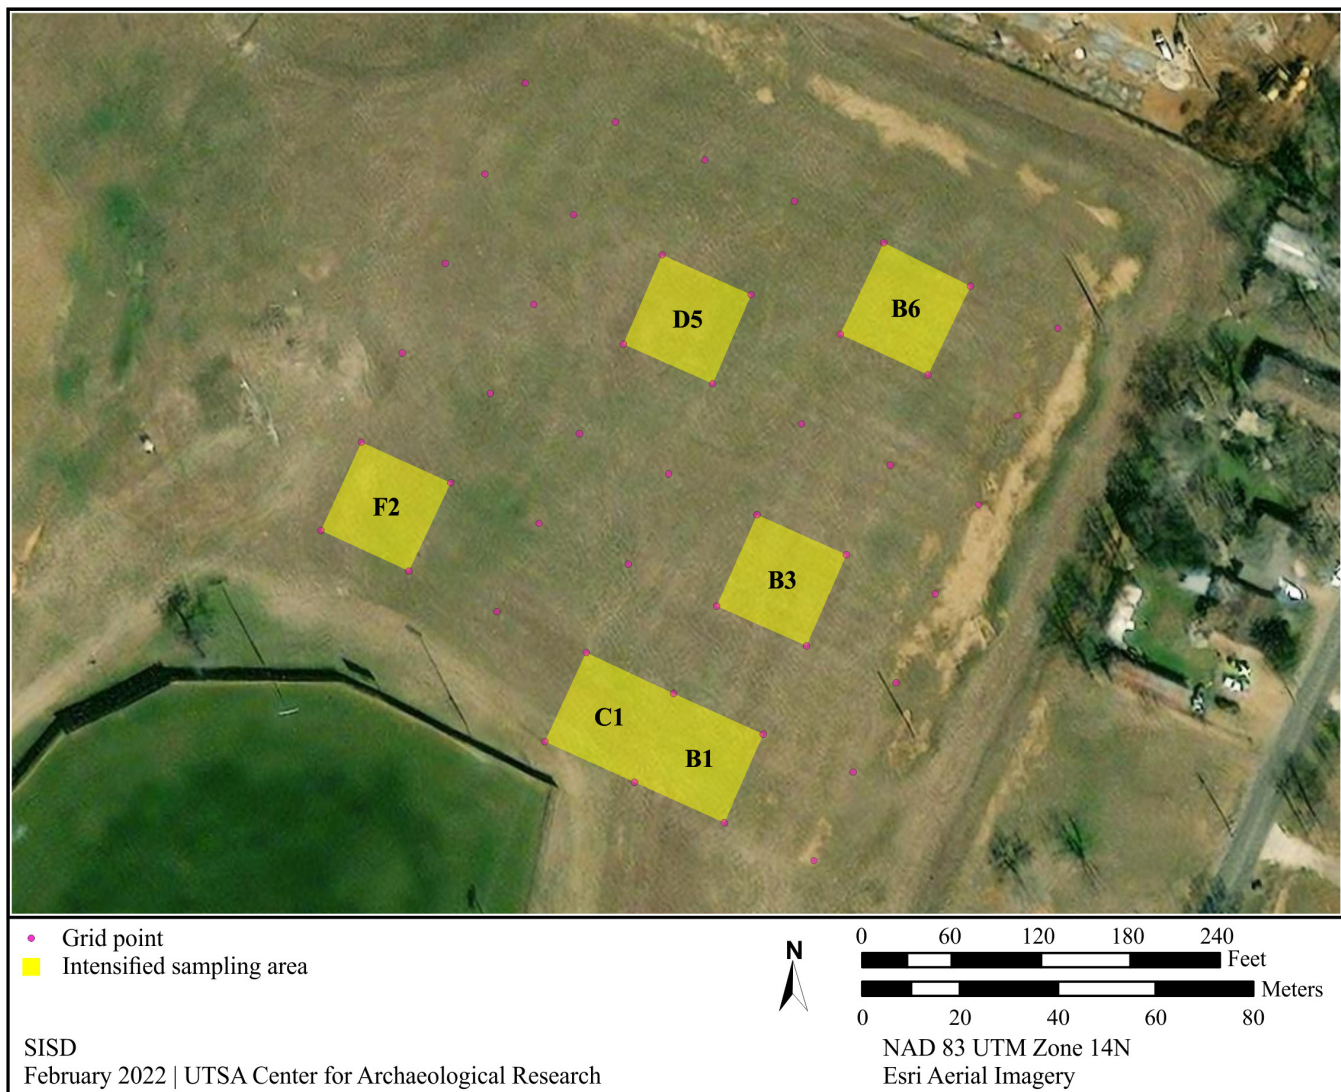 D5
B6
F2
B3
C1
B1
Grid point
Intensified sampling area
N
0 60 120 180 240
Feet
Meters
0 20 40 60 80
SISD
February 2022 | UTSA Center for Archaeological Research
NAD 83 UTM Zone 14N
Esri Aerial Imagery